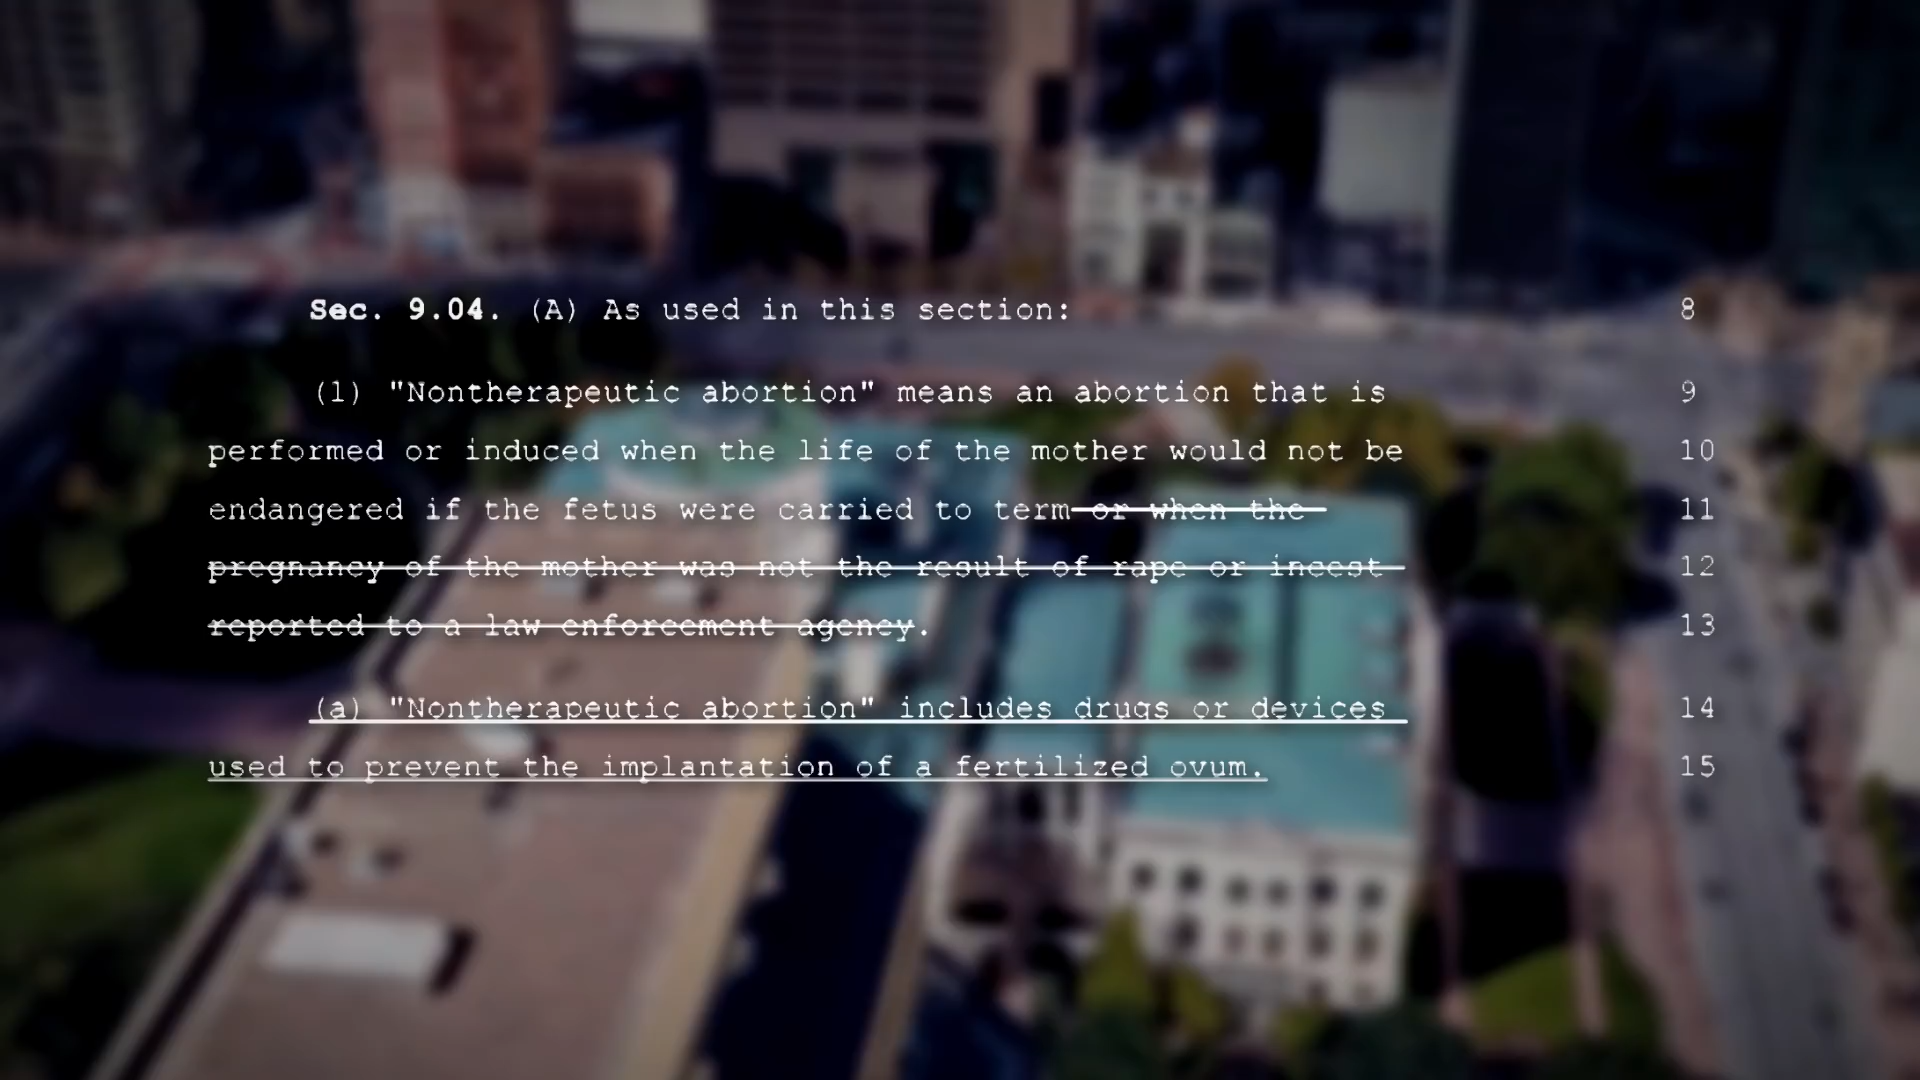 Sec. 9.04. (A) As used in this section: 8
(1) "Nontherapeutic abortion" means an abortion that is 9
performed or induced when the life of the mother would not be 10
endangered if the fetus were carried to term or when the 11
pregnancy of the mother was not the result of rape or incest 12
reported to a law enforcement agency. 13
(a) "Nontherapeutic abortion" includes drugs or devices 14
used to prevent the implantation of a fertilized ovum. 15